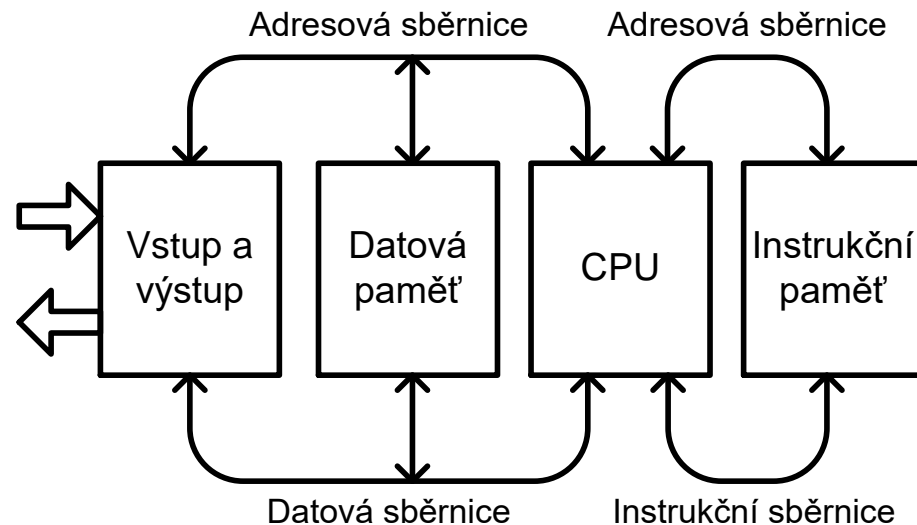 Adresová sběrnice
Adresová sběrnice
Vstup a
výstup
Datová
paměť
CPU
Instrukční
paměť
Datová sběrnice
Instrukční sběrnice